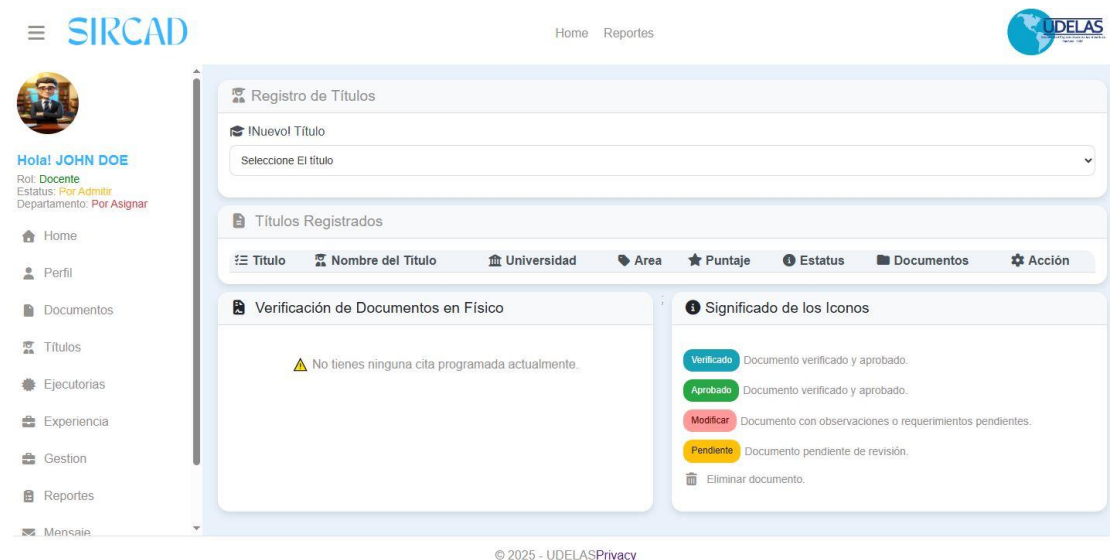 SIRCAD
Home Reportes
UDELAS
Hola! JOHN DOE
Rol: Docente
Estatus: Por Admitir
Departamento: Por Asignar
Home
Perfil
Documentos
Títulos
Ejecutorias
Experiencia
Gestion
Reportes
Mensaje
Registro de Títulos
!Nuevo! Título
Seleccione El título
Títulos Registrados
Titulo Nombre del Titulo Universidad Area Puntaje Estatus Documentos Acción
Verificación de Documentos en Físico
No tienes ninguna cita programada actualmente.
;
Significado de los Iconos
Verificado Documento verificado y aprobado.
Aprobado Documento verificado y aprobado.
Modificar Documento con observaciones o requerimientos pendientes.
Pendiente Documento pendiente de revisión.
Eliminar documento.
© 2025 - UDELASPrivacy